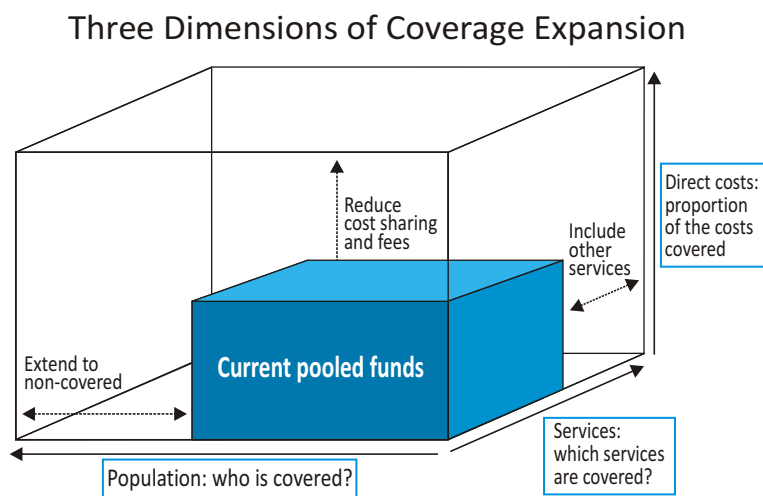 Three Dimensions of Coverage Expansion
Reduce
cost sharing
and fees
Direct costs:
proportion
of the costs
covered
Include
other
services
Extend to
non-covered
Current pooled funds
Services:
which services
are covered?
Population: who is covered?